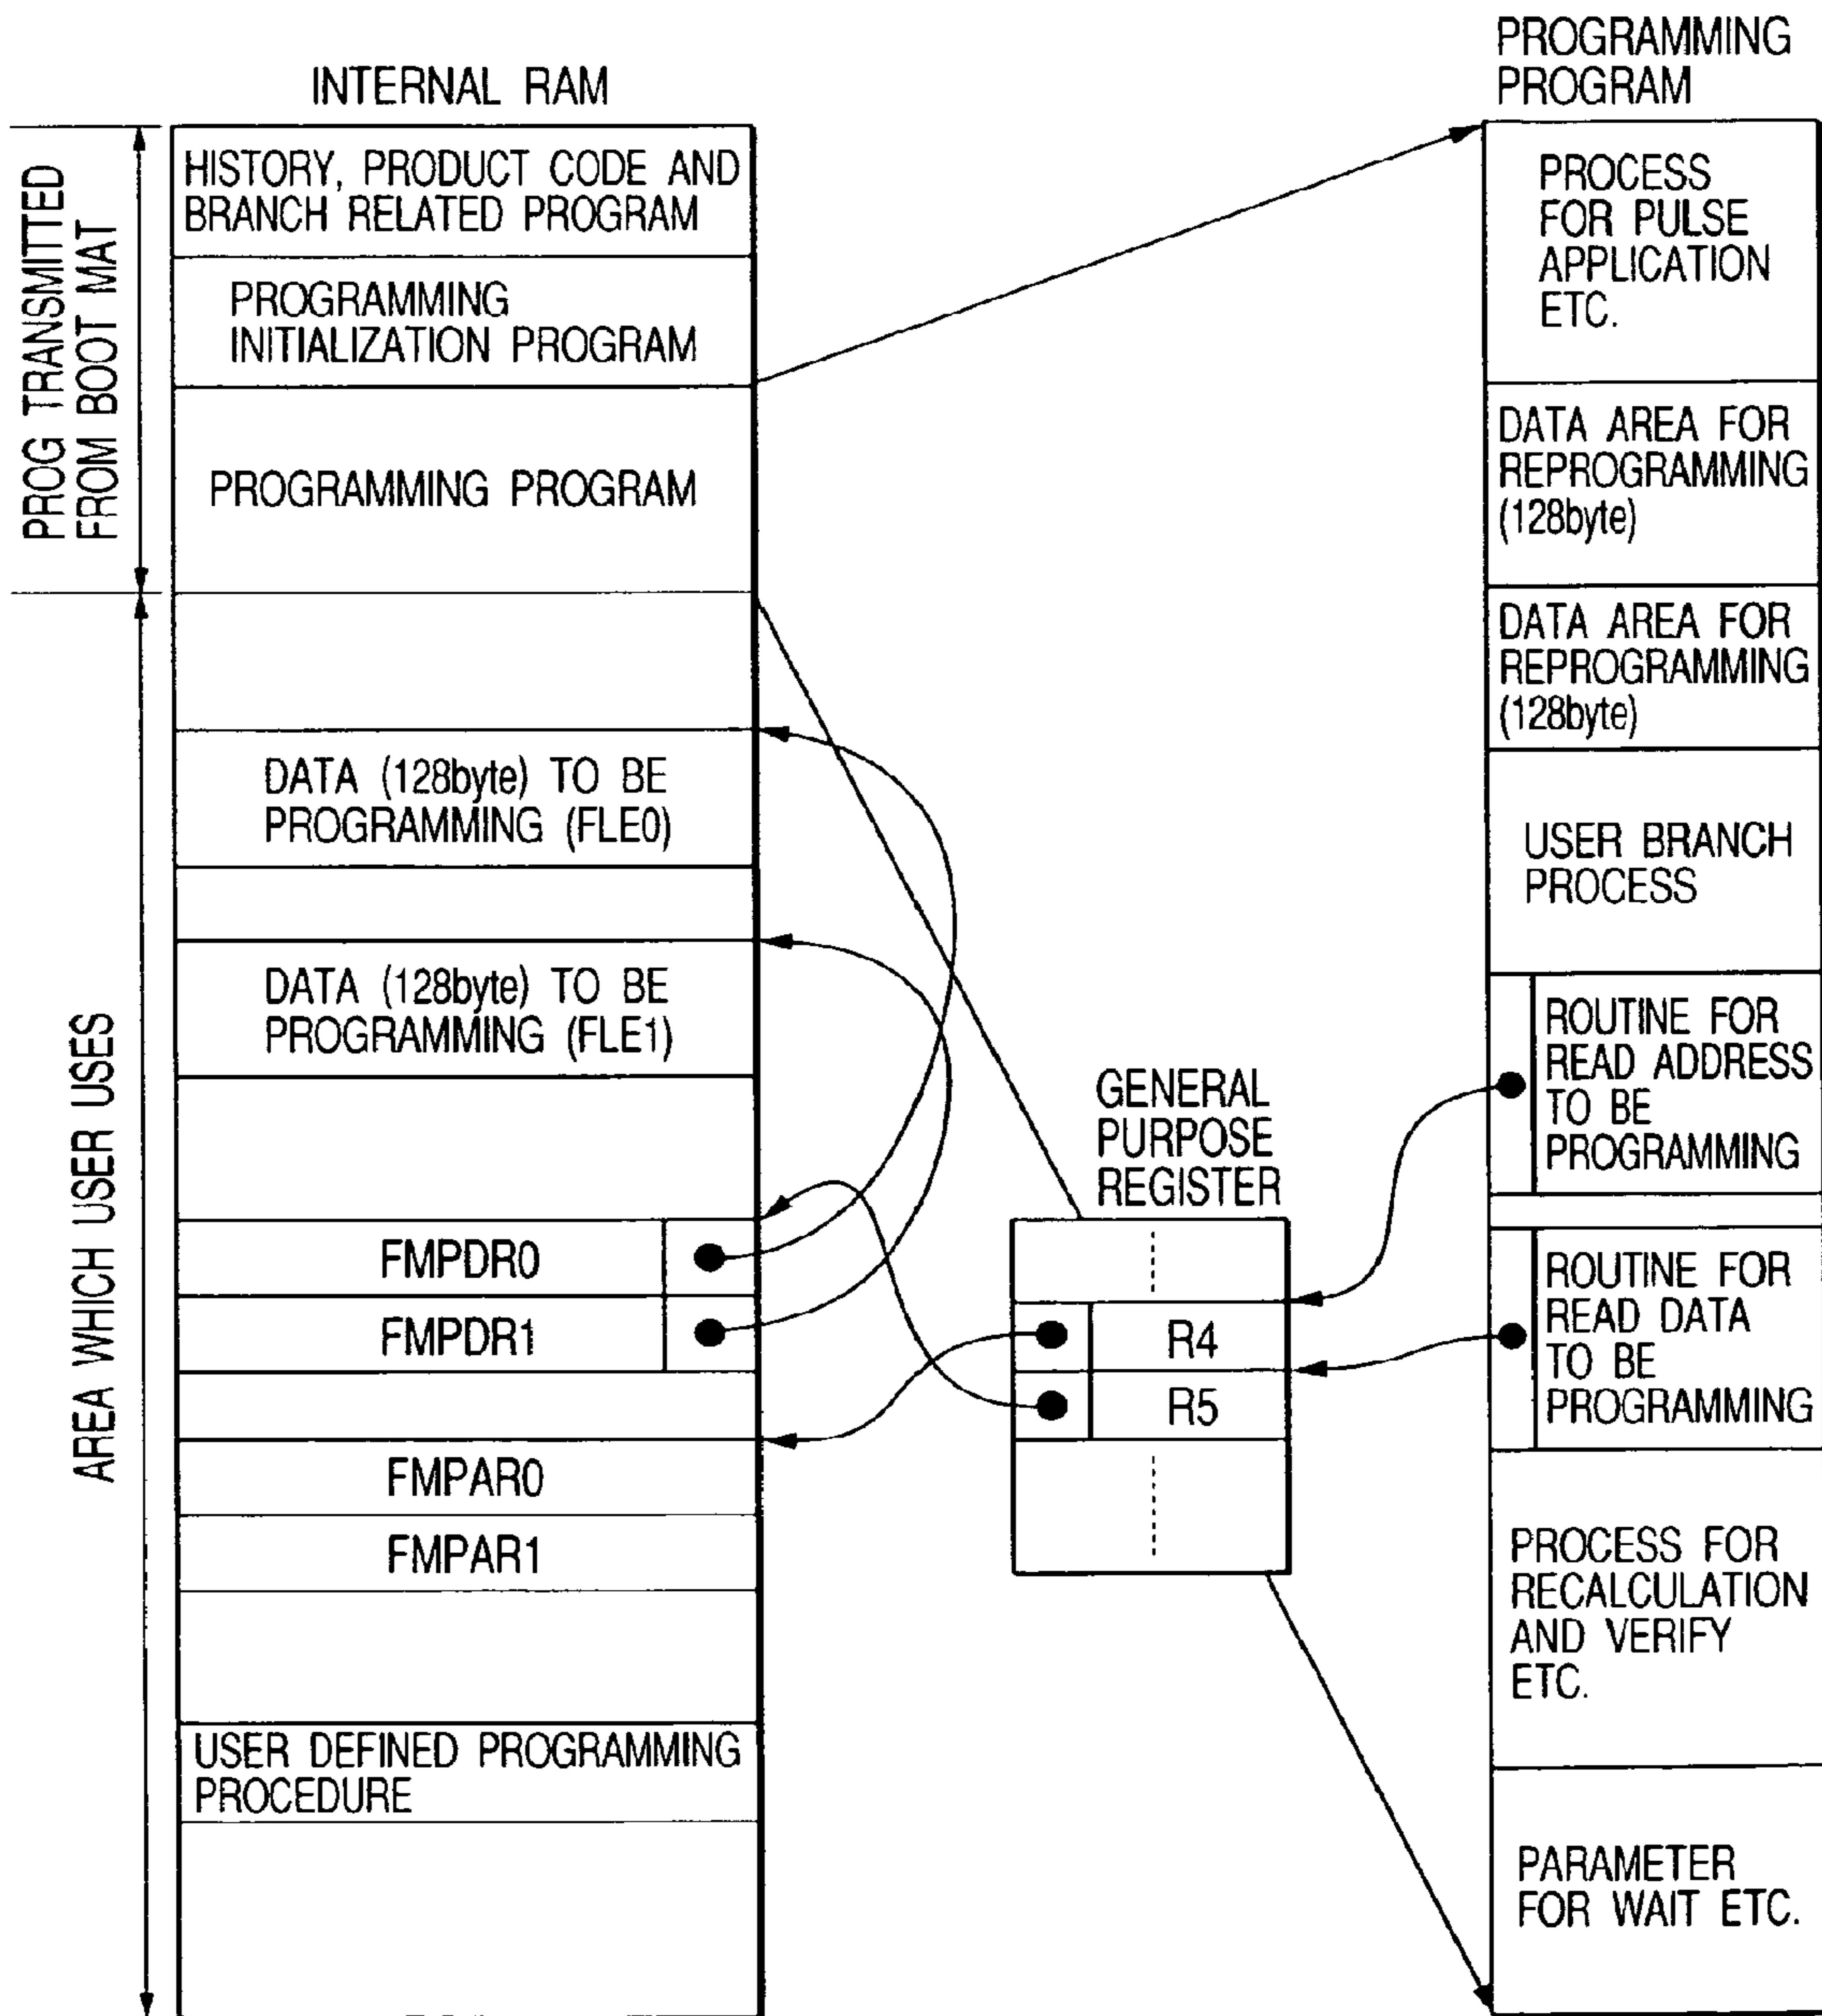 INTERNAL RAM
PROG TRANSMITTED
FROM BOOT MAT
HISTORY, PRODUCT CODE AND
BRANCH RELATED PROGRAM
PROGRAMMING
INITIALIZATION PROGRAM
PROGRAMMING PROGRAM
AREA WHICH USER USES
DATA (128byte) TO BE
PROGRAMMING (FLE0)
DATA (128byte) TO BE
PROGRAMMING (FLE1)
FMPDR0
FMPDR1
FMPAR0
FMPAR1
USER DEFINED PROGRAMMING
PROCEDURE
GENERAL
PURPOSE
REGISTER
R4
R5
PROGRAMMING
PROGRAM
PROCESS
FOR PULSE
APPLICATION
ETC.
DATA AREA FOR
REPROGRAMMING
(128byte)
DATA AREA FOR
REPROGRAMMING
(128byte)
USER BRANCH
PROCESS
ROUTINE FOR
READ ADDRESS
TO BE
PROGRAMMING
ROUTINE FOR
READ DATA
TO BE
PROGRAMMING
PROCESS FOR
RECALCULATION
AND VERIFY
ETC.
PARAMETER
FOR WAIT ETC.